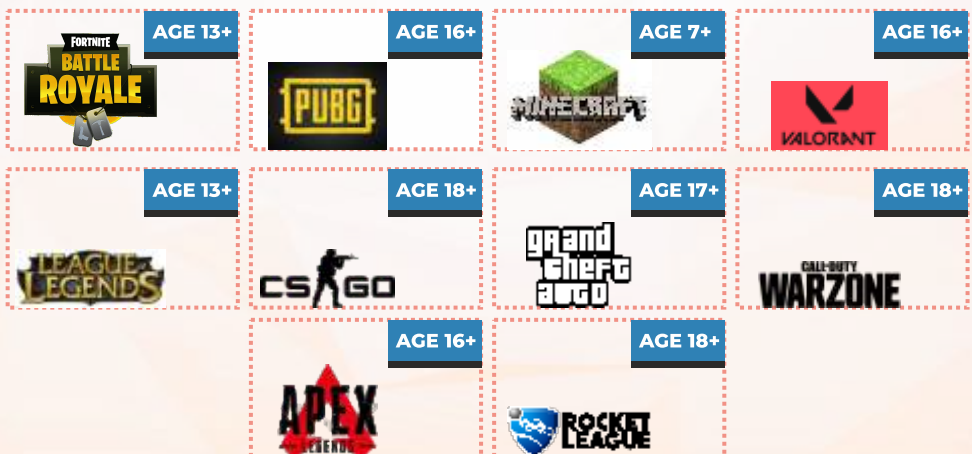 AGE 13+
FORTNITE
BATTLE
ROYALE
AGE 16+
PUBG
AGE 7+
MINECRAFT
AGE 16+
VALORANT
AGE 13+
LEAGUE OF
LEGENDS
AGE 18+
CS GO
AGE 17+
grand
theft
auto
AGE 18+
CALL OF DUTY
WARZONE
AGE 16+
APEX
LEGENDS
AGE 18+
ROCKET
LEAGUE